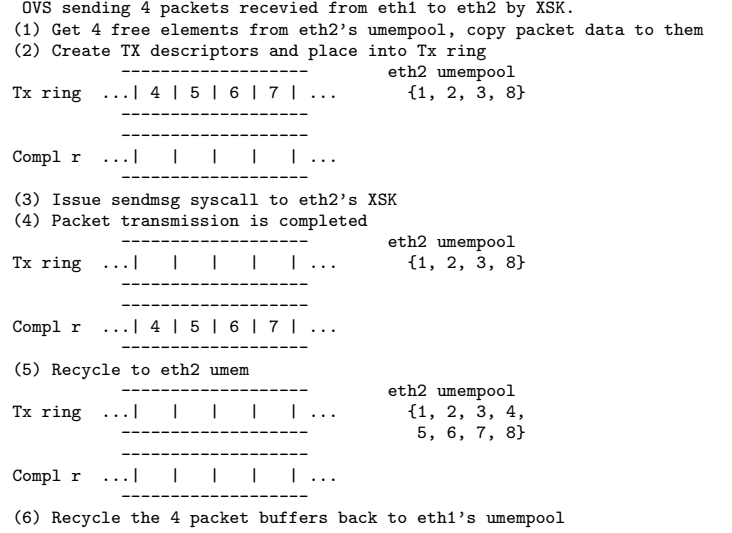 OVS sending 4 packets recevied from eth1 to eth2 by XSK.
(1) Get 4 free elements from eth2's umempool, copy packet data to them
(2) Create TX descriptors and place into Tx ring
           -------------------        eth2 umempool
Tx ring  ...| 4 | 5 | 6 | 7 | ...       {1, 2, 3, 8}
           -------------------
           -------------------
Compl r  ...|   |   |   |   | ...
           -------------------
(3) Issue sendmsg syscall to eth2's XSK
(4) Packet transmission is completed
           -------------------        eth2 umempool
Tx ring  ...|   |   |   |   | ...       {1, 2, 3, 8}
           -------------------
           -------------------
Compl r  ...| 4 | 5 | 6 | 7 | ...
           -------------------
(5) Recycle to eth2 umem
           -------------------        eth2 umempool
Tx ring  ...|   |   |   |   | ...       {1, 2, 3, 4,
           -------------------           5, 6, 7, 8}
           -------------------
Compl r  ...|   |   |   |   | ...
           -------------------
(6) Recycle the 4 packet buffers back to eth1's umempool